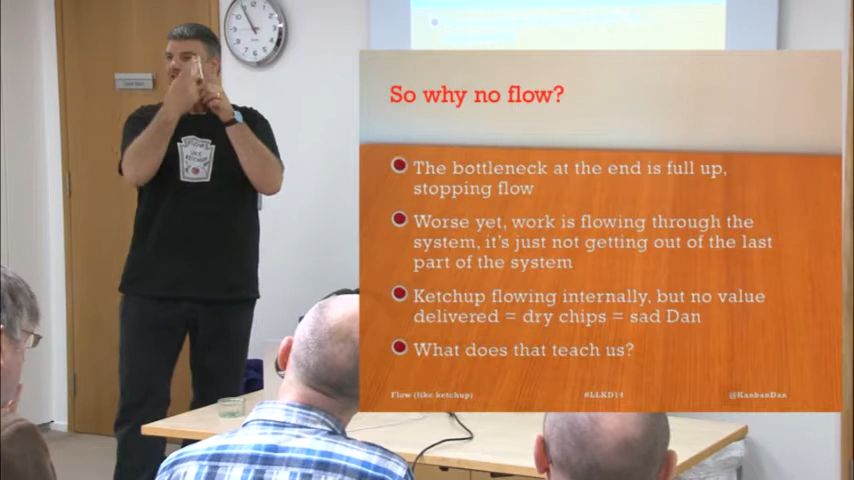 So why no flow?
The bottleneck at the end is full up,
stopping flow
Worse yet, work is flowing through the
system, it's just not getting out of the last
part of the system
Ketchup flowing internally, but no value
delivered = dry chips = sad Dan
What does that teach us?
Flow (like ketchup)
#LLKD14
@KanbanDan